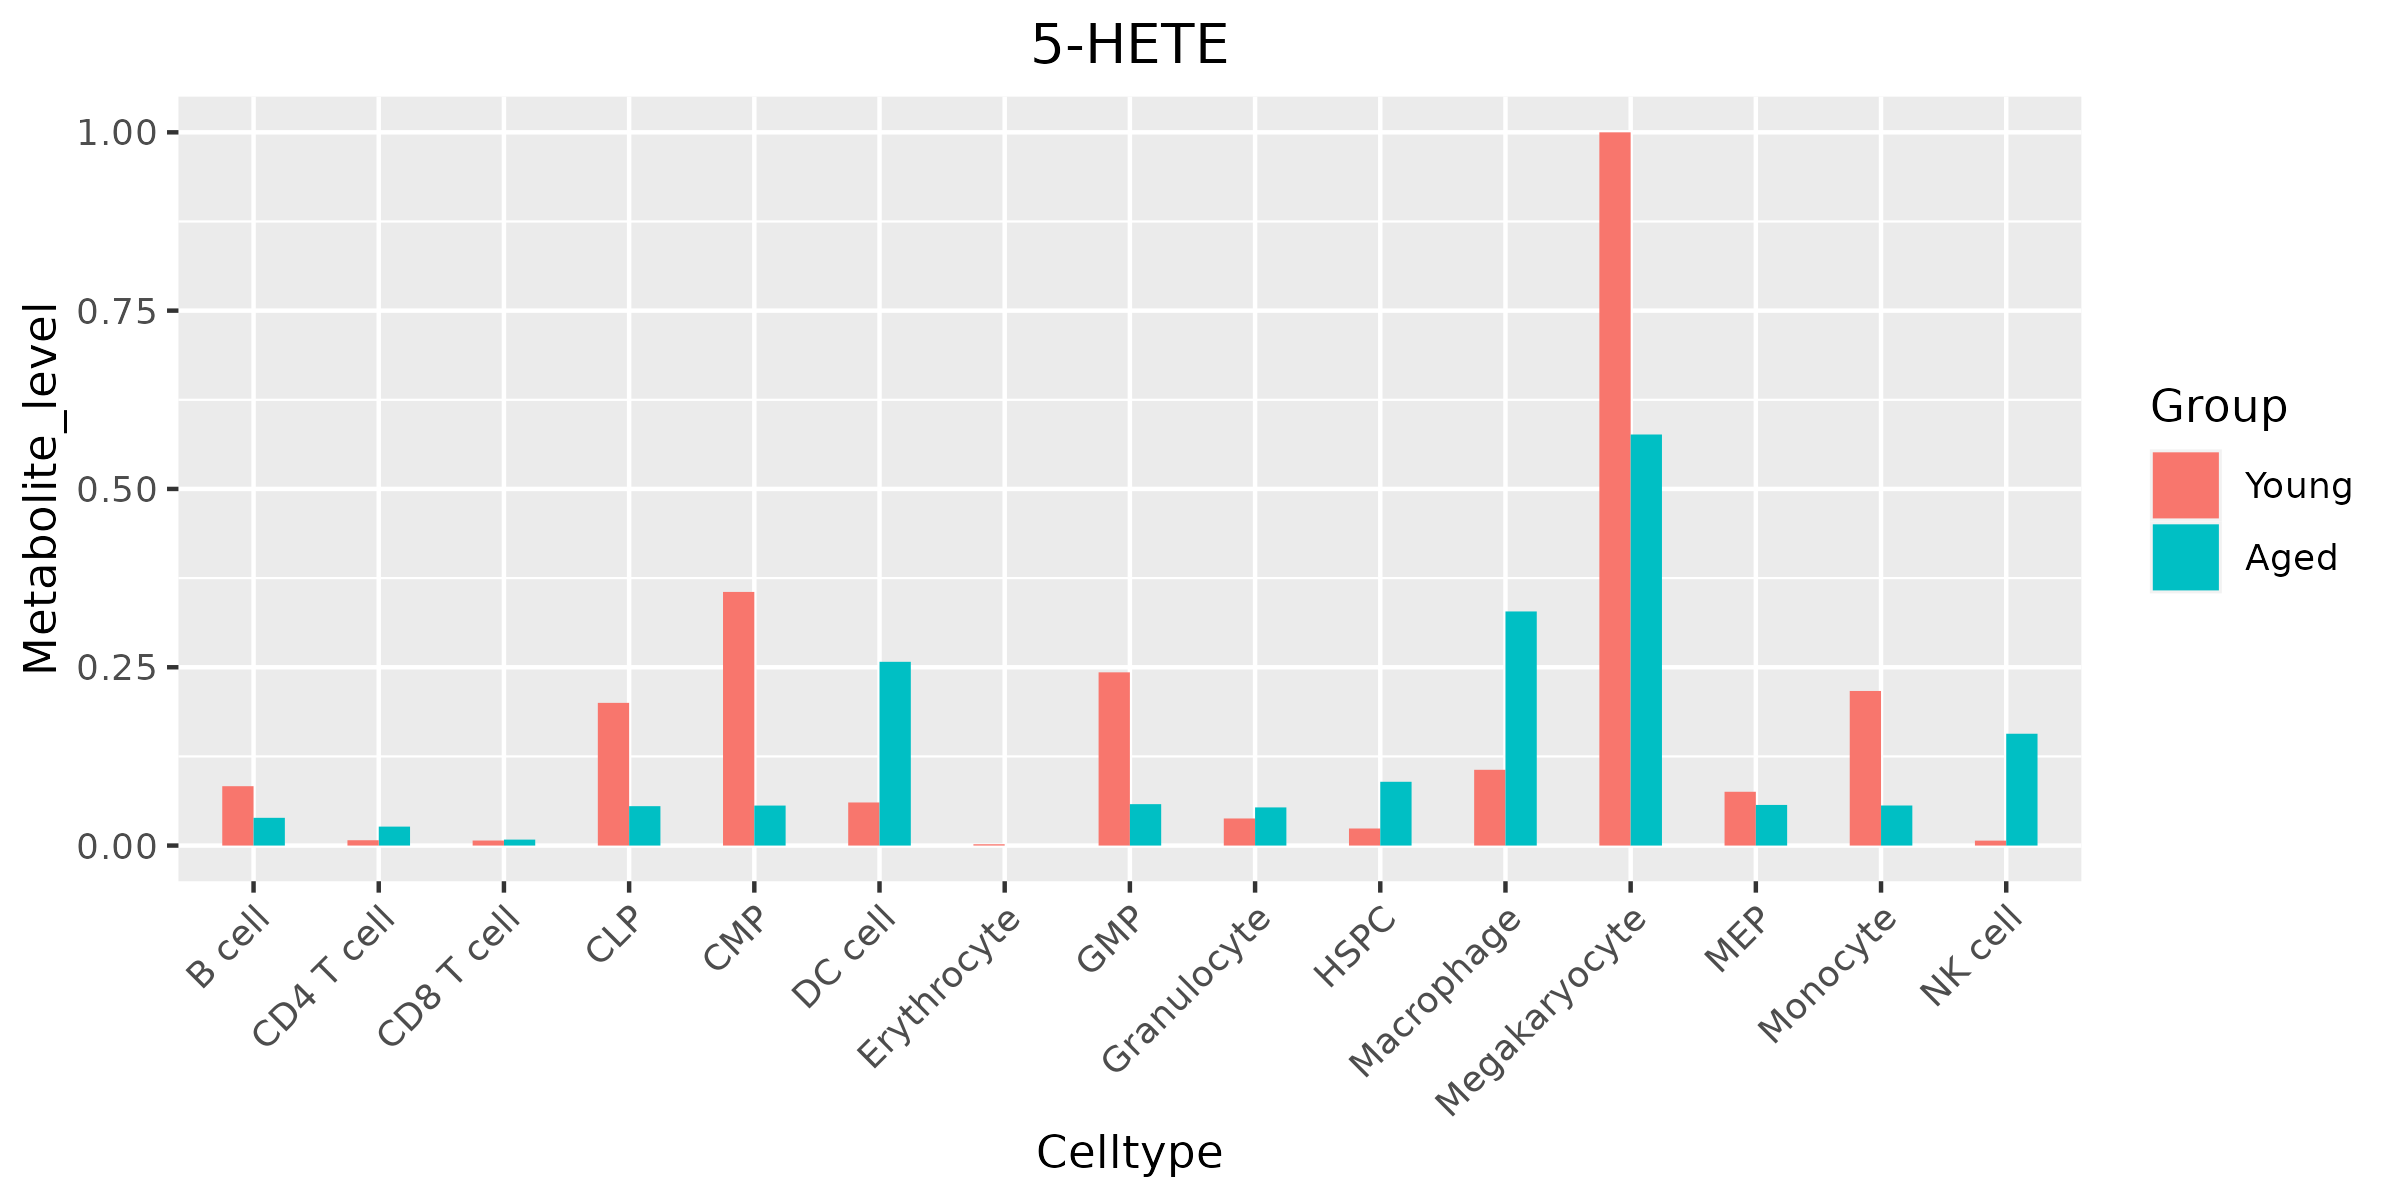 5-HETE
Metabolite_level
1.00
0.75
0.50
0.25
0.00
B cell
CD4 T cell
CD8 T cell
CLP
CMP
DC cell
Erythrocyte
GMP
Granulocyte
HSPC
Macrophage
Megakaryocyte
MEP
Monocyte
NK cell
Celltype
Group
Young
Aged